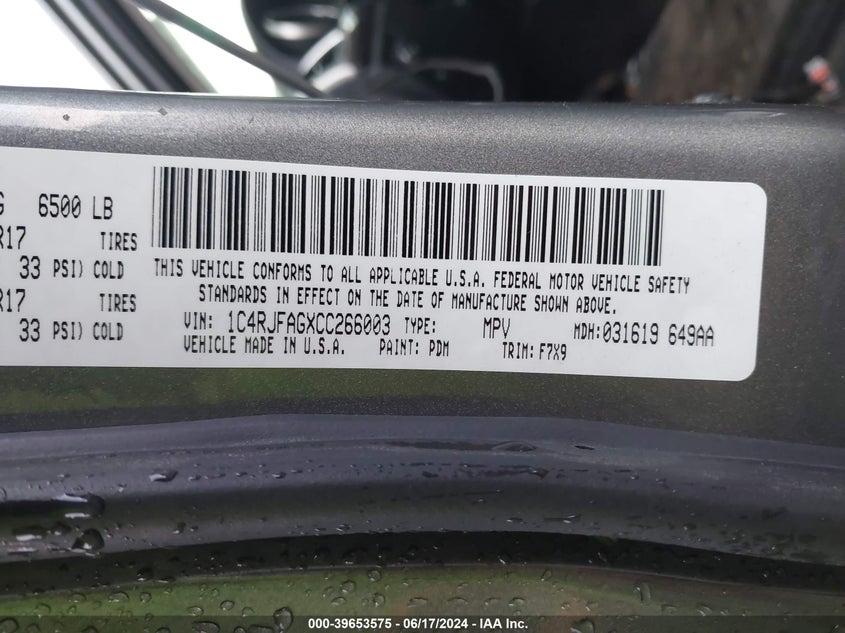 G 6500 LB
R17 TIRES
33 PSI) COLD
R17 TIRES
33 PSI) COLD
THIS VEHICLE CONFORMS TO ALL APPLICABLE U.S.A. FEDERAL MOTOR VEHICLE SAFETY
STANDARDS IN EFFECT ON THE DATE OF MANUFACTURE SHOWN ABOVE.
VIN: 1C4RJFAGXCC266003 TYPE: MPV MDH:031619 649AA
VEHICLE MADE IN U.S.A. PAINT: PDM TRIM: F7X9
000-39653575 - 06/17/2024 - IAA Inc.